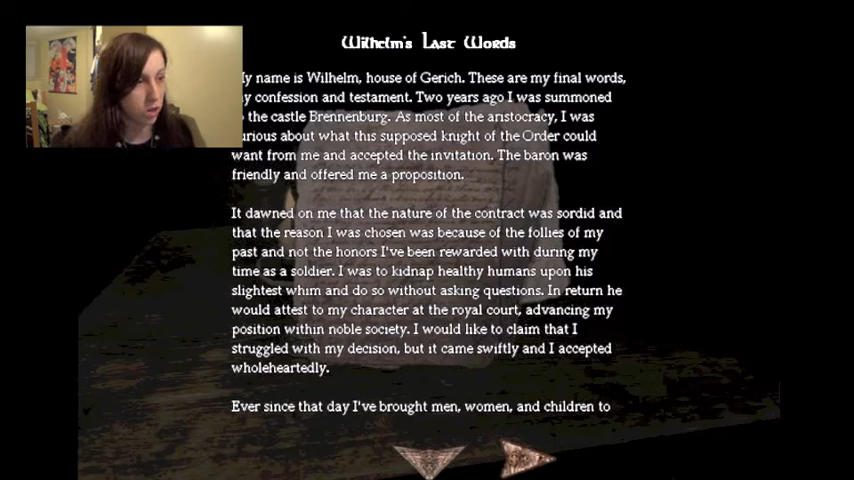 Wilhelm's Last Words
y name is Wilhelm, house of Gerich. These are my final words,
y confession and testament. Two years ago I was summoned
the castle Brennenburg. As most of the aristocracy, I was
urious about what this supposed knight of the Order could
want from me and accepted the invitation. The baron was
friendly and offered me a proposition.
It dawned on me that the nature of the contract was sordid and
that the reason I was chosen was because of the follies of my
past and not the honors I've been rewarded with during my
time as a soldier. I was to kidnap healthy humans upon his
slightest whim and do so without asking questions. In return he
would attest to my character at the royal court, advancing my
position within noble society. I would like to claim that I
struggled with my decision, but it came swiftly and I accepted
wholeheartedly.
Ever since that day I've brought men, women, and children to